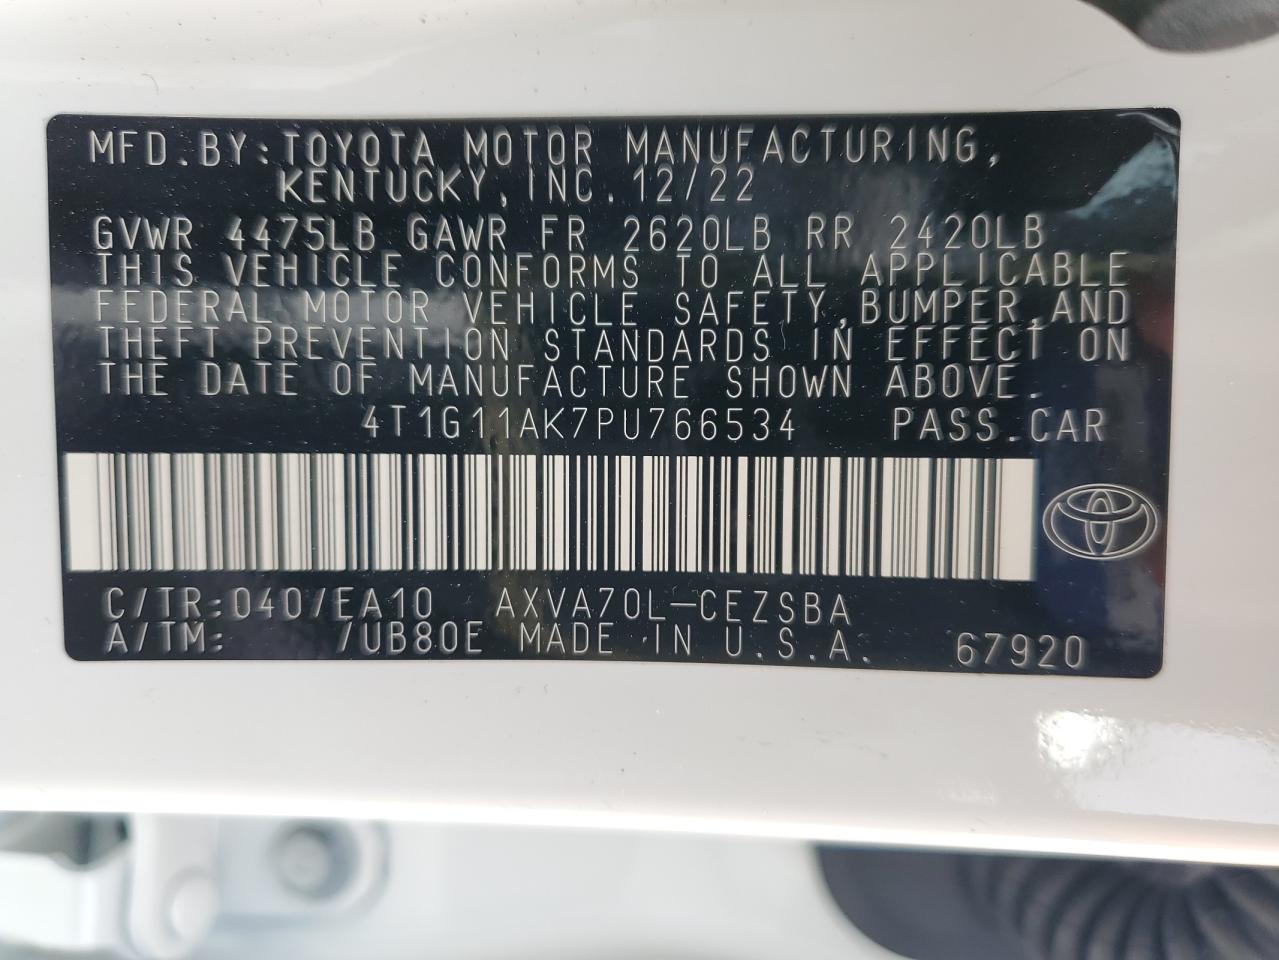 MFD.BY:TOYOTA MOTOR MANUFACTURING,
KENTUCKY, INC. 12/22
GVWR 4475LB GAWR FR 2620LB RR 2420LB
THIS VEHICLE CONFORMS TO ALL APPLICABLE
FEDERAL MOTOR VEHICLE SAFETY,BUMPER,AND
THEFT PREVENTION STANDARDS IN EFFECT ON
THE DATE OF MANUFACTURE SHOWN ABOVE.
4T1G11AK7PU766534 PASS.CAR
C/TR:040/EA10 AXVA70L-CEZSBA
A/TM: /UB80E MADE IN U.S.A. 67920